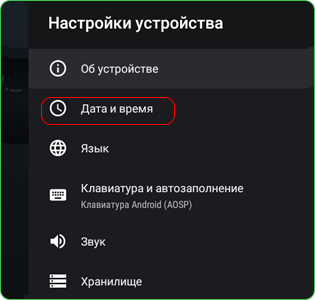 Настройки устройства
Об устройстве
Дата и время
Язык
Клавиатура и автозаполнение
Клавиатура Android (AOSP)
Звук
Хранилище